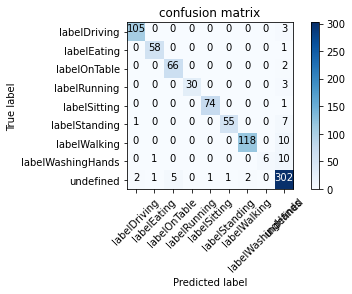 confusion matrix
labelDriving 105 0 0 0 0 0 0 0 3
labelEating 0 58 0 0 0 0 0 0 1
labelOnTable 0 0 66 0 0 0 0 0 2
labelRunning 0 0 0 30 0 0 0 0 3
labelSitting 0 0 0 0 74 0 0 0 1
labelStanding 1 0 0 0 0 55 0 0 7
labelWalking 0 0 0 0 0 0 118 0 10
labelWashingHands 0 1 0 0 0 0 0 6 10
undefined 2 1 5 0 1 1 2 0 302
labelDriving labelEating labelOnTable labelRunning labelSitting labelStanding labelWalking labelWashingHands undefined
True label
Predicted label
300
250
200
150
100
50
0